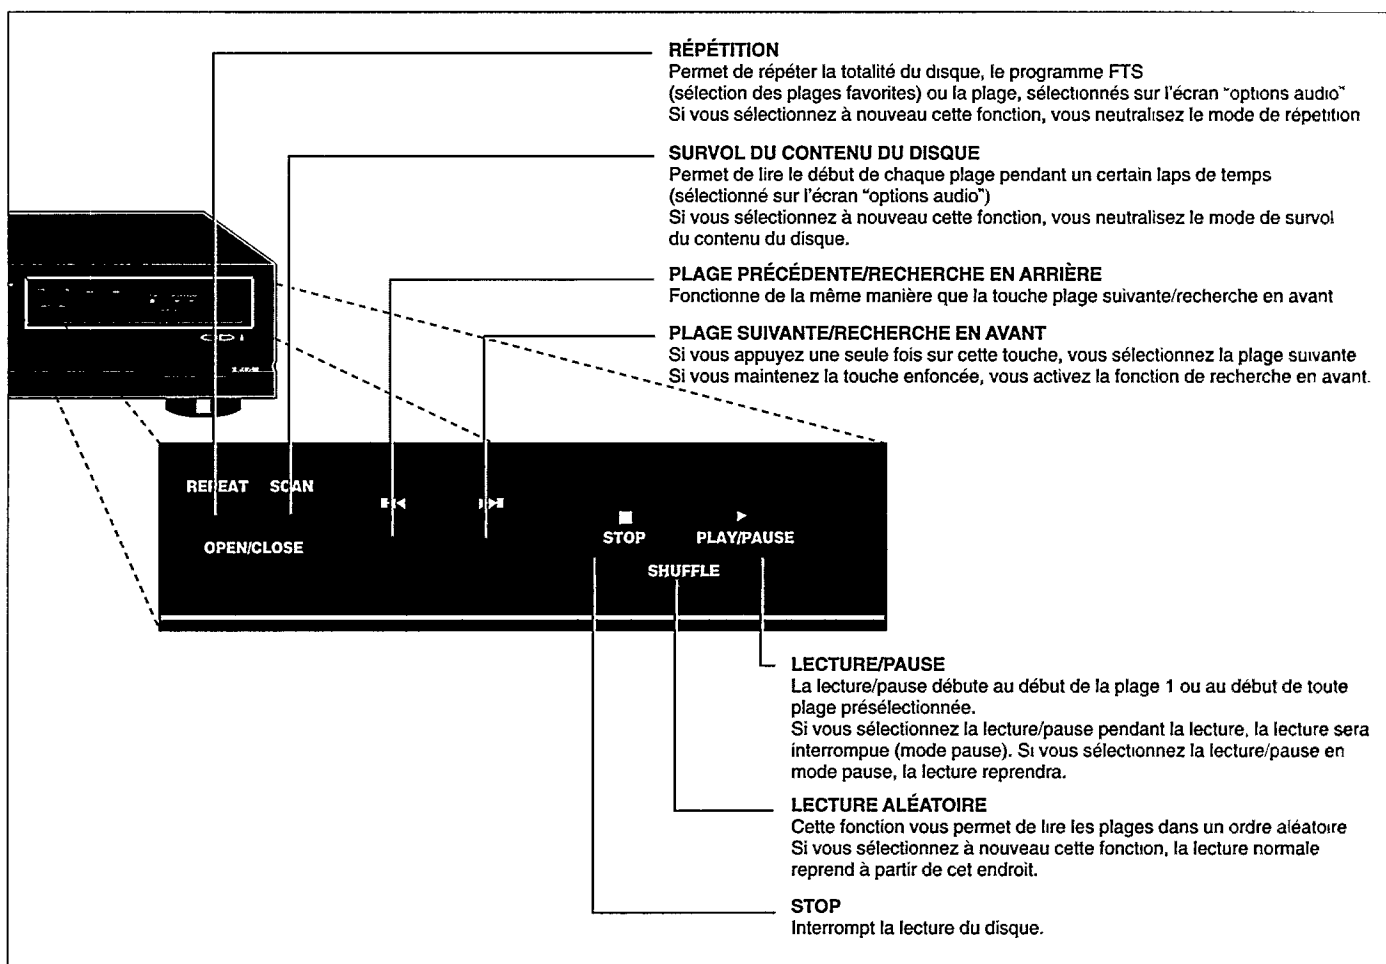 RÉPÉTITION
Permet de répéter la totalité du disque, le programme FTS
(sélection des plages favorites) ou la plage, sélectionnés sur l'écran "options audio"
Si vous sélectionnez à nouveau cette fonction, vous neutralisez le mode de répetition
SURVOL DU CONTENU DU DISQUE
Permet de lire le début de chaque plage pendant un certain laps de temps
(sélectionné sur l'écran "options audio")
Si vous sélectionnez à nouveau cette fonction, vous neutralisez le mode de survol
du contenu du disque.
PLAGE PRÉCÉDENTE/RECHERCHE EN ARRIÈRE
Fonctionne de la même manière que la touche plage suivante/recherche en avant
PLAGE SUIVANTE/RECHERCHE EN AVANT
Si vous appuyez une seule fois sur cette touche, vous sélectionnez la plage suivante
Si vous maintenez la touche enfoncée, vous activez la fonction de recherche en avant.
REPEAT SCAN
OPEN/CLOSE
STOP PLAY/PAUSE
SHUFFLE
LECTURE/PAUSE
La lecture/pause débute au début de la plage 1 ou au début de toute
plage présélectionnée.
Si vous sélectionnez la lecture/pause pendant la lecture, la lecture sera
interrompue (mode pause). Si vous sélectionnez la lecture/pause en
mode pause, la lecture reprendra.
LECTURE ALÉATOIRE
Cette fonction vous permet de lire les plages dans un ordre aléatoire
Si vous sélectionnez à nouveau cette fonction, la lecture normale
reprend à partir de cet endroit.
STOP
Interrompt la lecture du disque.